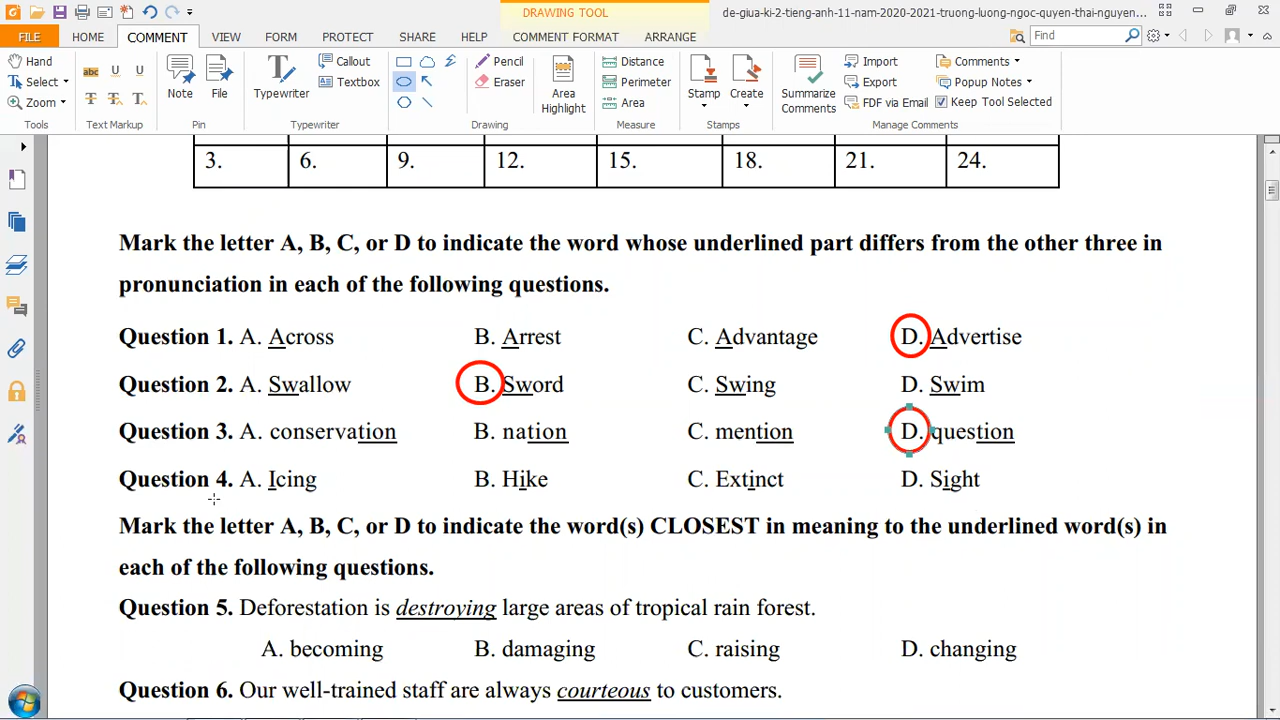 DRAWING TOOL
de-giua-ki-2-tieng-anh-11-nam-2020-2021-truong-luong-ngoc-quyen-thai-nguyen...
FILE HOME COMMENT VIEW FORM PROTECT SHARE HELP COMMENT FORMAT ARRANGE Find
Hand
Select
Zoom
Tools
abc U U
T T T
Text Markup
Note
File
Pin
Typewriter
Callout
Textbox
Typewriter
Pencil
Eraser
Area Highlight
Drawing
Distance
Perimeter
Area
Measure
Stamp
Create
Stamps
Summarize Comments
Import
Export
FDF via Email
Comments
Popup Notes
Keep Tool Selected
Manage Comments
3. 6. 9. 12. 15. 18. 21. 24.
Mark the letter A, B, C, or D to indicate the word whose underlined part differs from the other three in
pronunciation in each of the following questions.
Question 1. A. Across B. Arrest C. Advantage D. Advertise
Question 2. A. Swallow B. Sword C. Swing D. Swim
Question 3. A. conservation B. nation C. mention D. question
Question 4. A. Icing B. Hike C. Extinct D. Sight
Mark the letter A, B, C, or D to indicate the word(s) CLOSEST in meaning to the underlined word(s) in
each of the following questions.
Question 5. Deforestation is destroying large areas of tropical rain forest.
A. becoming B. damaging C. raising D. changing
Question 6. Our well-trained staff are always courteous to customers.